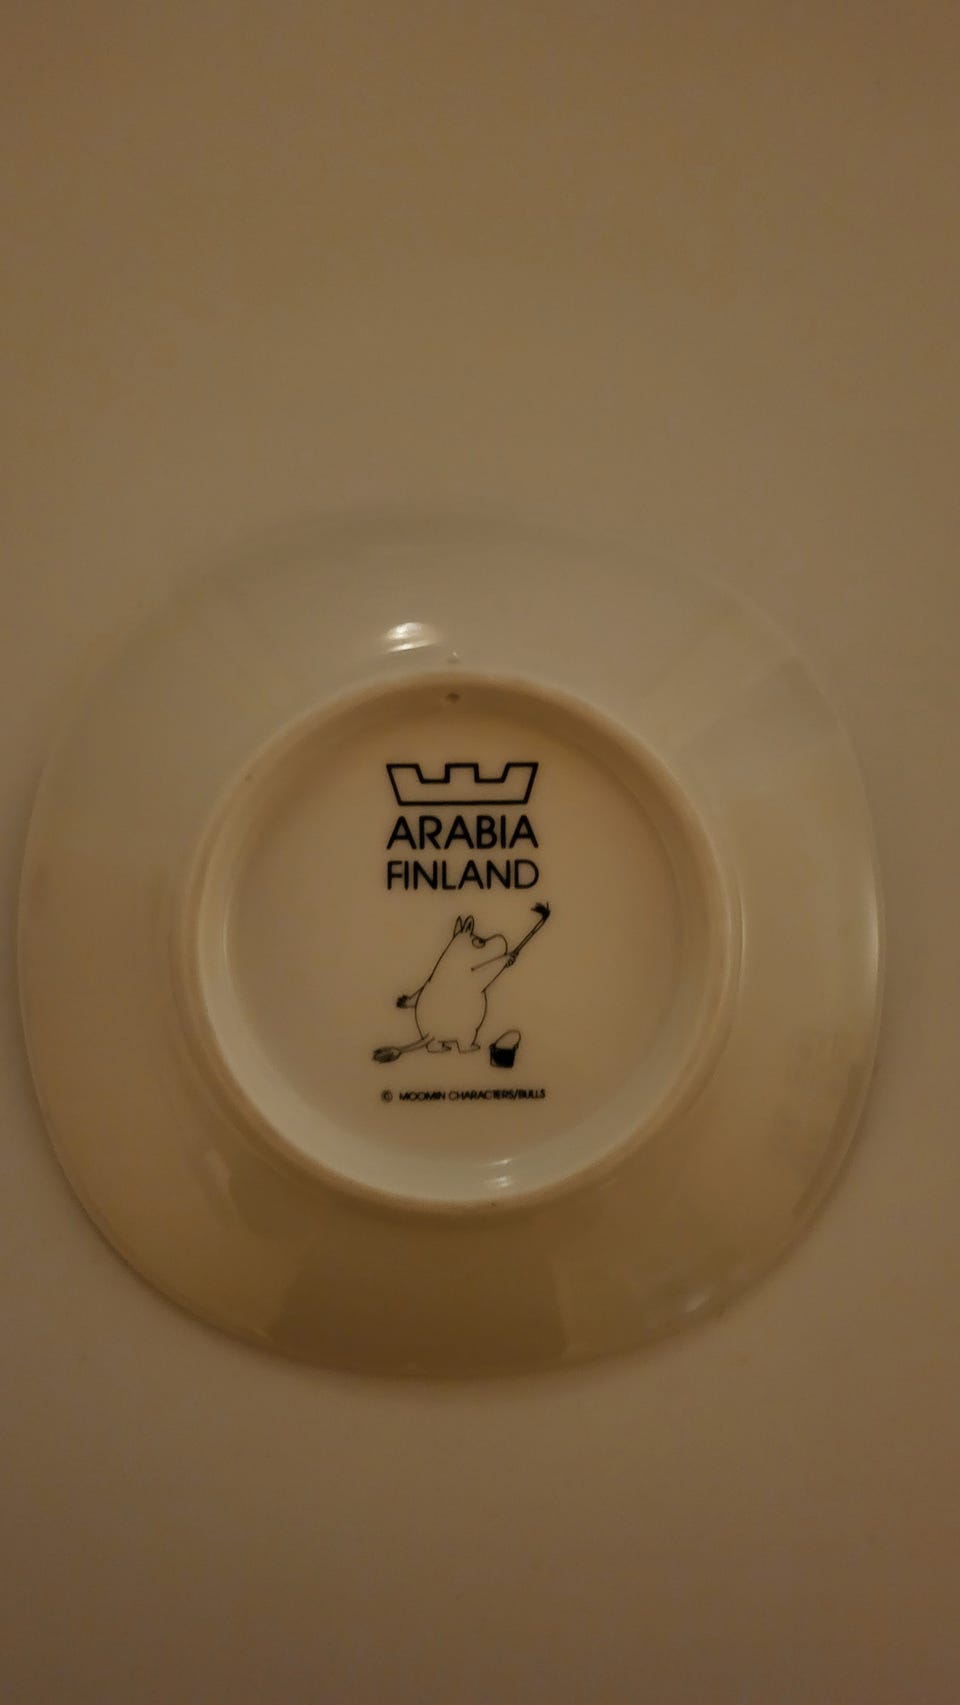 ARABIA
FINLAND
© MOOMIN CHARACTERS/BULLS